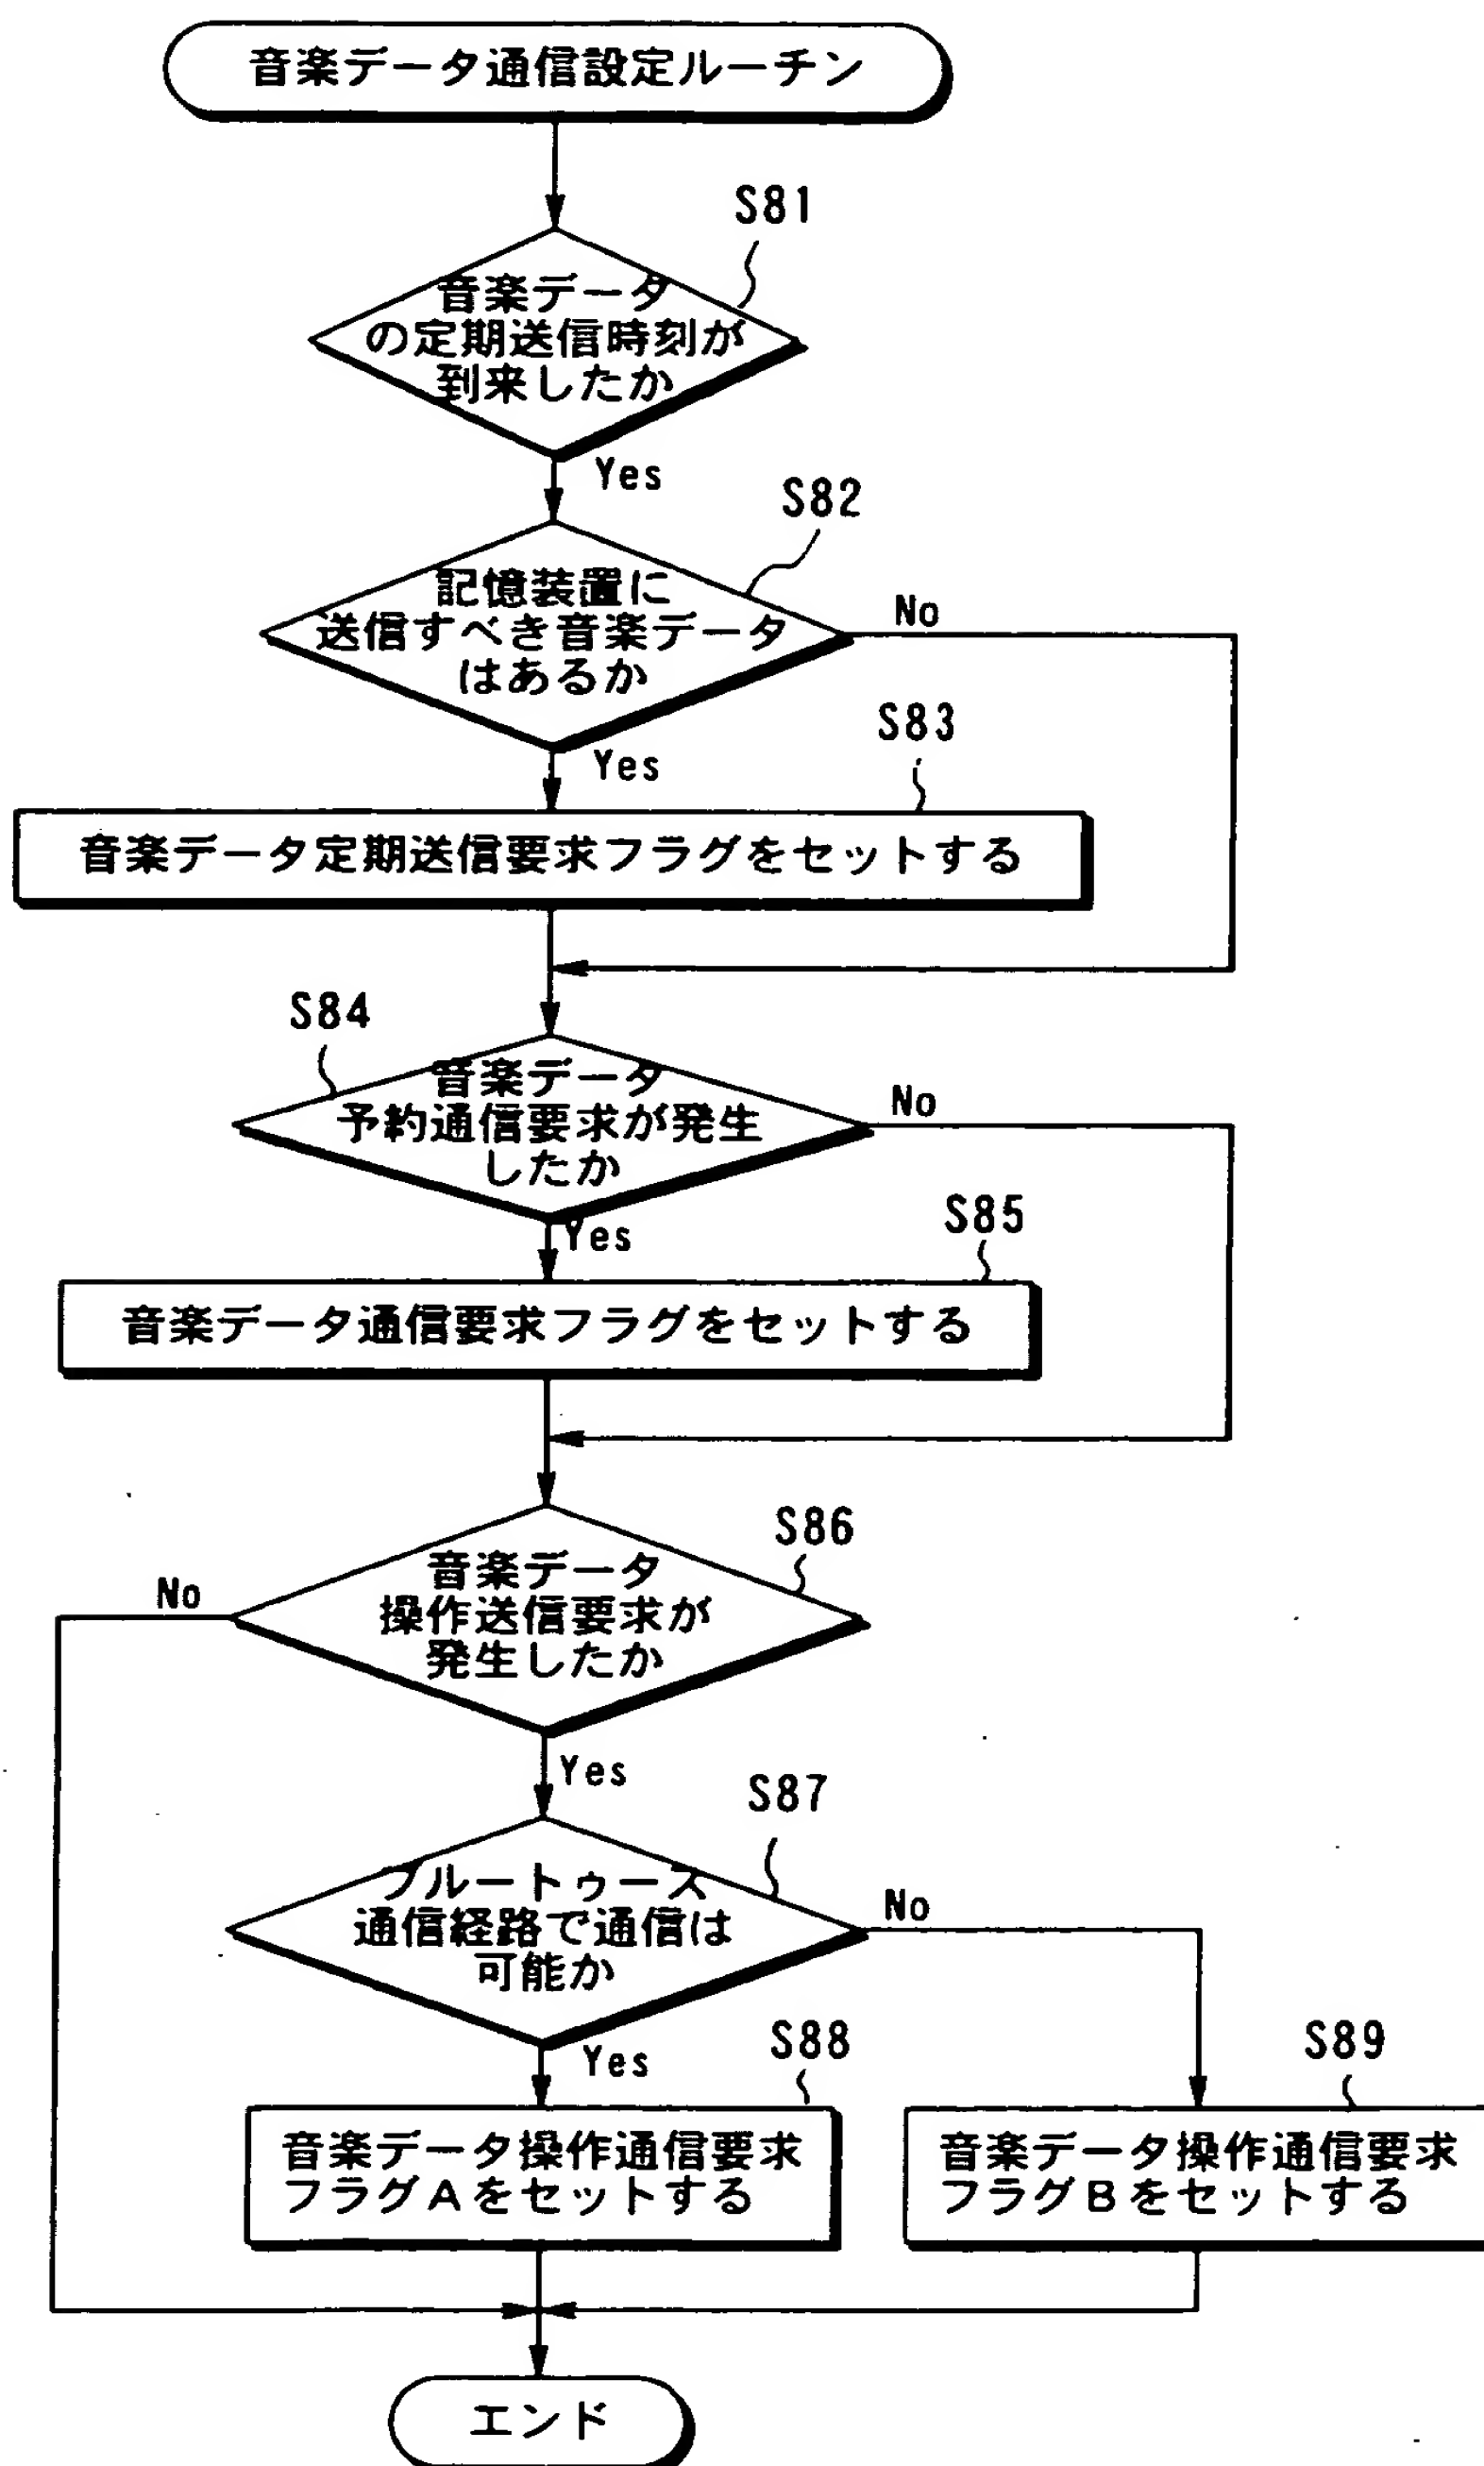 音楽データ通信設定ルーチン
S81
音楽データ
の定期送信時刻が
到来したか
Yes
S82
記憶装置に
送信すべき音楽データ
はあるか
No
Yes
S83
音楽データ定期送信要求フラグをセットする
S84
音楽データ
予約通信要求が発生
したか
No
Yes
S85
音楽データ通信要求フラグをセットする
S86
音楽データ
操作送信要求が
発生したか
No
Yes
S87
ブルートゥース
通信経路で通信は
可能か
No
Yes
S88
音楽データ操作通信要求
フラグAをセットする
S89
音楽データ操作通信要求
フラグBをセットする
エンド